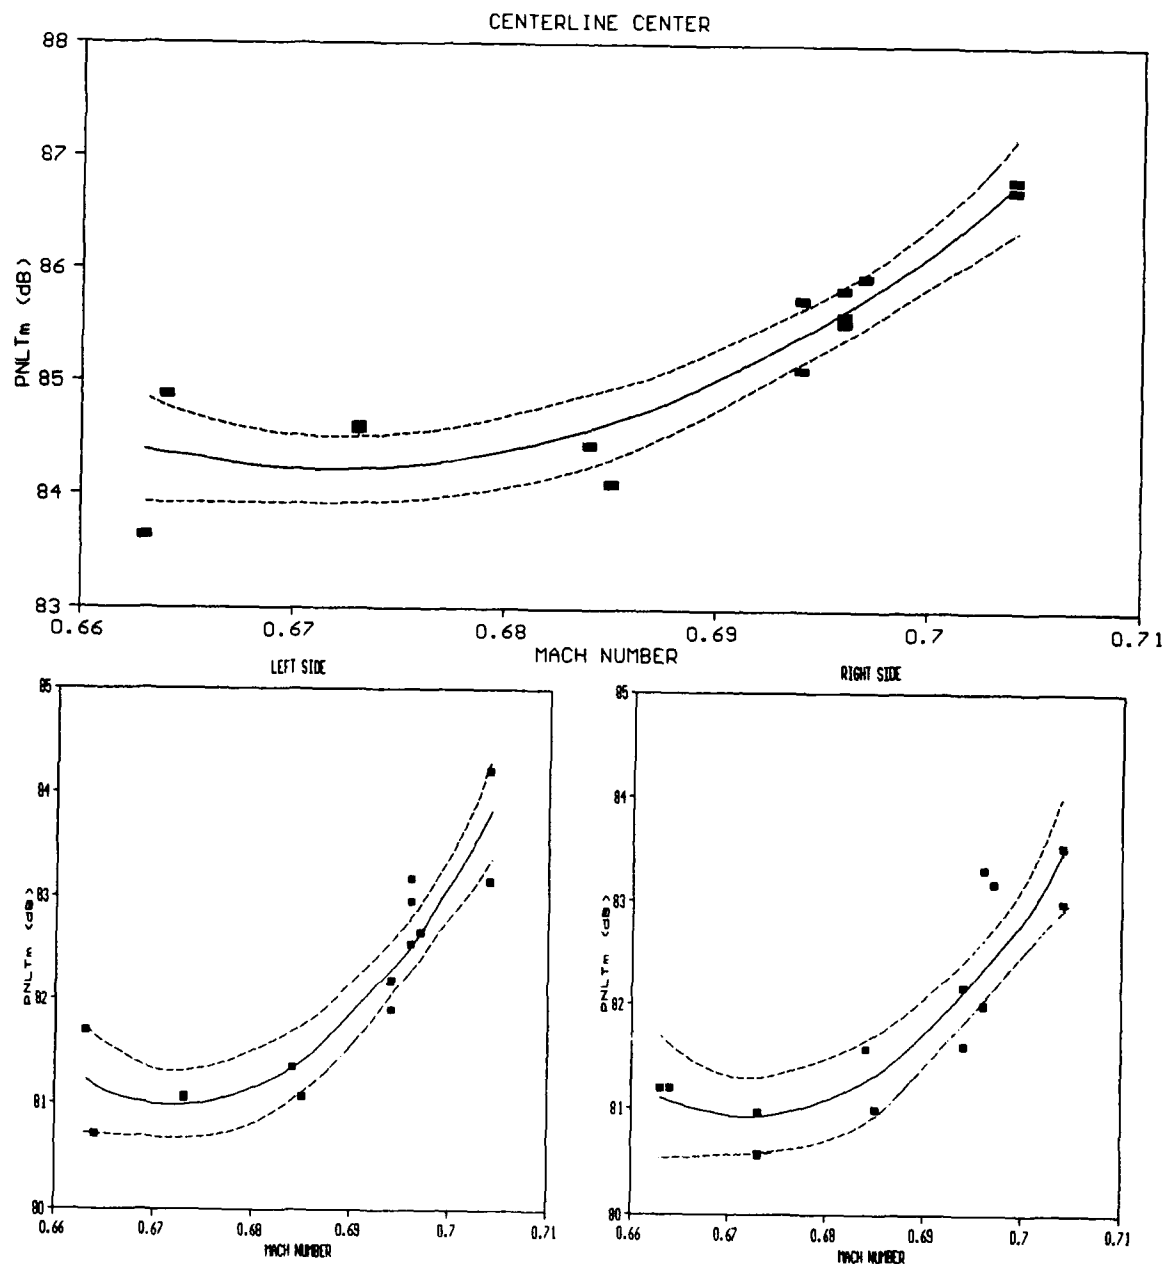 CENTERLINE CENTER
88
87
86
85
84
83
PNLTm (dB)
0.66 0.67 0.68 0.69 0.7 0.71
MACH NUMBER
LEFT SIDE
85
84
83
82
81
80
PNLTm (dB)
0.66 0.67 0.68 0.69 0.7 0.71
MACH NUMBER
RIGHT SIDE
85
84
83
82
81
80
PNLTm (dB)
0.66 0.67 0.68 0.69 0.7 0.71
MACH NUMBER